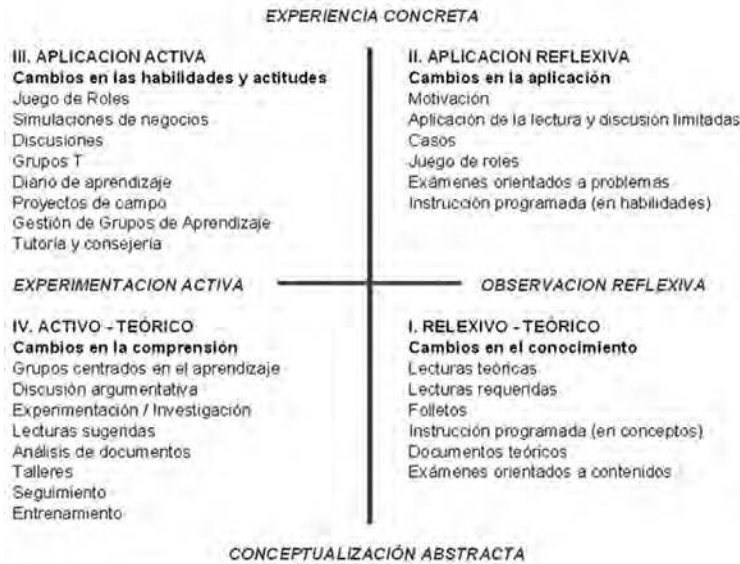 EXPERIENCIA CONCRETA
III. APLICACION ACTIVA
Cambios en las habilidades y actitudes
Juego de Roles
Simulaciones de negocios
Discusiones
Grupos T
Diario de aprendizaje
Proyectos de campo
Gestión de Grupos de Aprendizaje
Tutoría y consejería
II. APLICACION REFLEXIVA
Cambios en la aplicación
Motivación
Aplicación de la lectura y discusión limitadas
Casos
Juego de roles
Exámenes orientados a problemas
Instrucción programada (en habilidades)
EXPERIMENTACION ACTIVA
OBSERVACION REFLEXIVA
IV. ACTIVO - TEÓRICO
Cambios en la comprensión
Grupos centrados en el aprendizaje
Discusión argumentativa
Experimentación / Investigación
Lecturas sugeridas
Análisis de documentos
Talleres
Seguimiento
Entrenamiento
I. RELEXIVO - TEÓRICO
Cambios en el conocimiento
Lecturas teóricas
Lecturas requeridas
Folletos
Instrucción programada (en conceptos)
Documentos teóricos
Exámenes orientados a contenidos
CONCEPTUALIZACIÓN ABSTRACTA